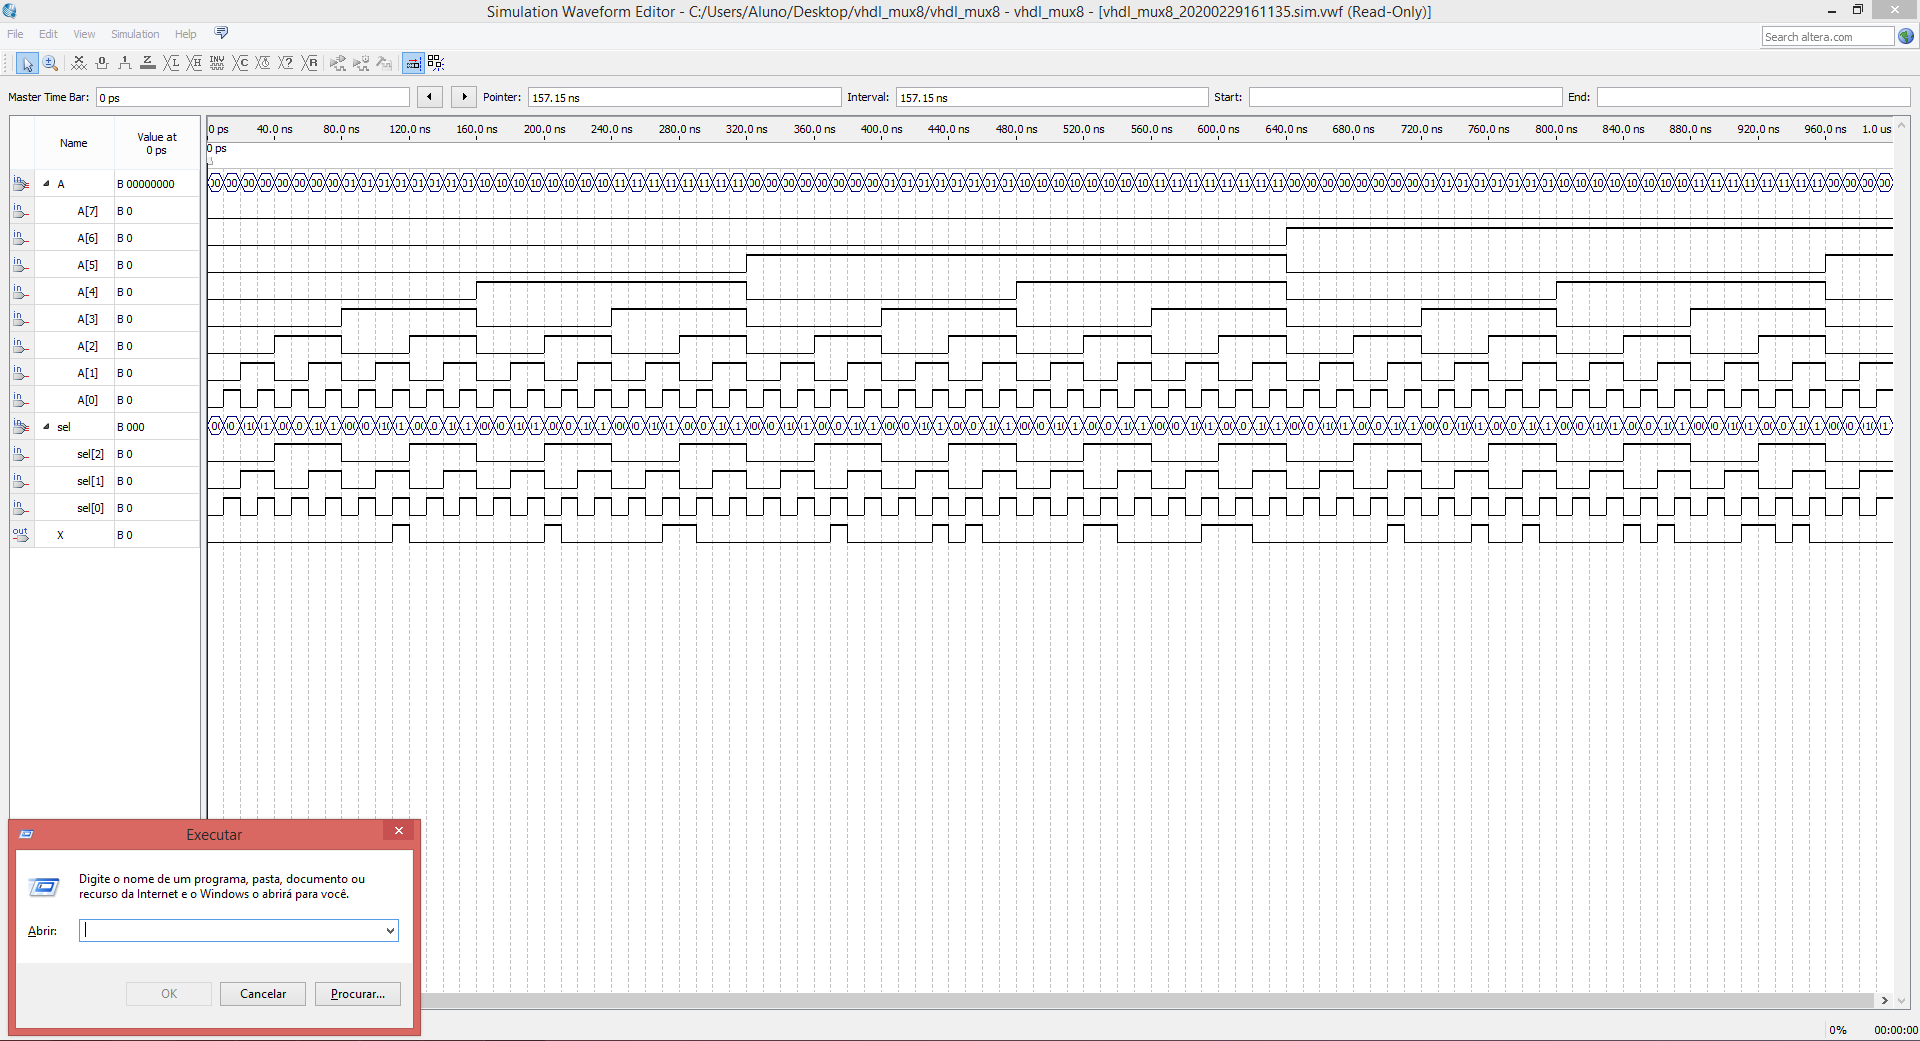 Simulation Waveform Editor - C:/Users/Aluno/Desktop/vhdl_mux8/vhdl_mux8 - vhdl_mux8 - [vhdl_mux8_20200229161135.sim.vwf (Read-Only)]
File Edit View Simulation Help
Search altera.com
Master Time Bar: 0 ps Pointer: 157.15 ns Interval: 157.15 ns Start: End:
Name
Value at
0 ps
0 ps 40.0 ns 80.0 ns 120.0 ns 160.0 ns 200.0 ns 240.0 ns 280.0 ns 320.0 ns 360.0 ns 400.0 ns 440.0 ns 480.0 ns 520.0 ns 560.0 ns 600.0 ns 640.0 ns 680.0 ns 720.0 ns 760.0 ns 800.0 ns 840.0 ns 880.0 ns 920.0 ns 960.0 ns 1.0 us
0 ps
A B 00000000
A[7] B 0
A[6] B 0
A[5] B 0
A[4] B 0
A[3] B 0
A[2] B 0
A[1] B 0
A[0] B 0
sel B 000
sel[2] B 0
sel[1] B 0
sel[0] B 0
X B 0
Executar
Digite o nome de um programa, pasta, documento ou
recurso da Internet e o Windows o abrirá para você.
Abrir:
OK Cancelar Procurar...
0% 00:00:00